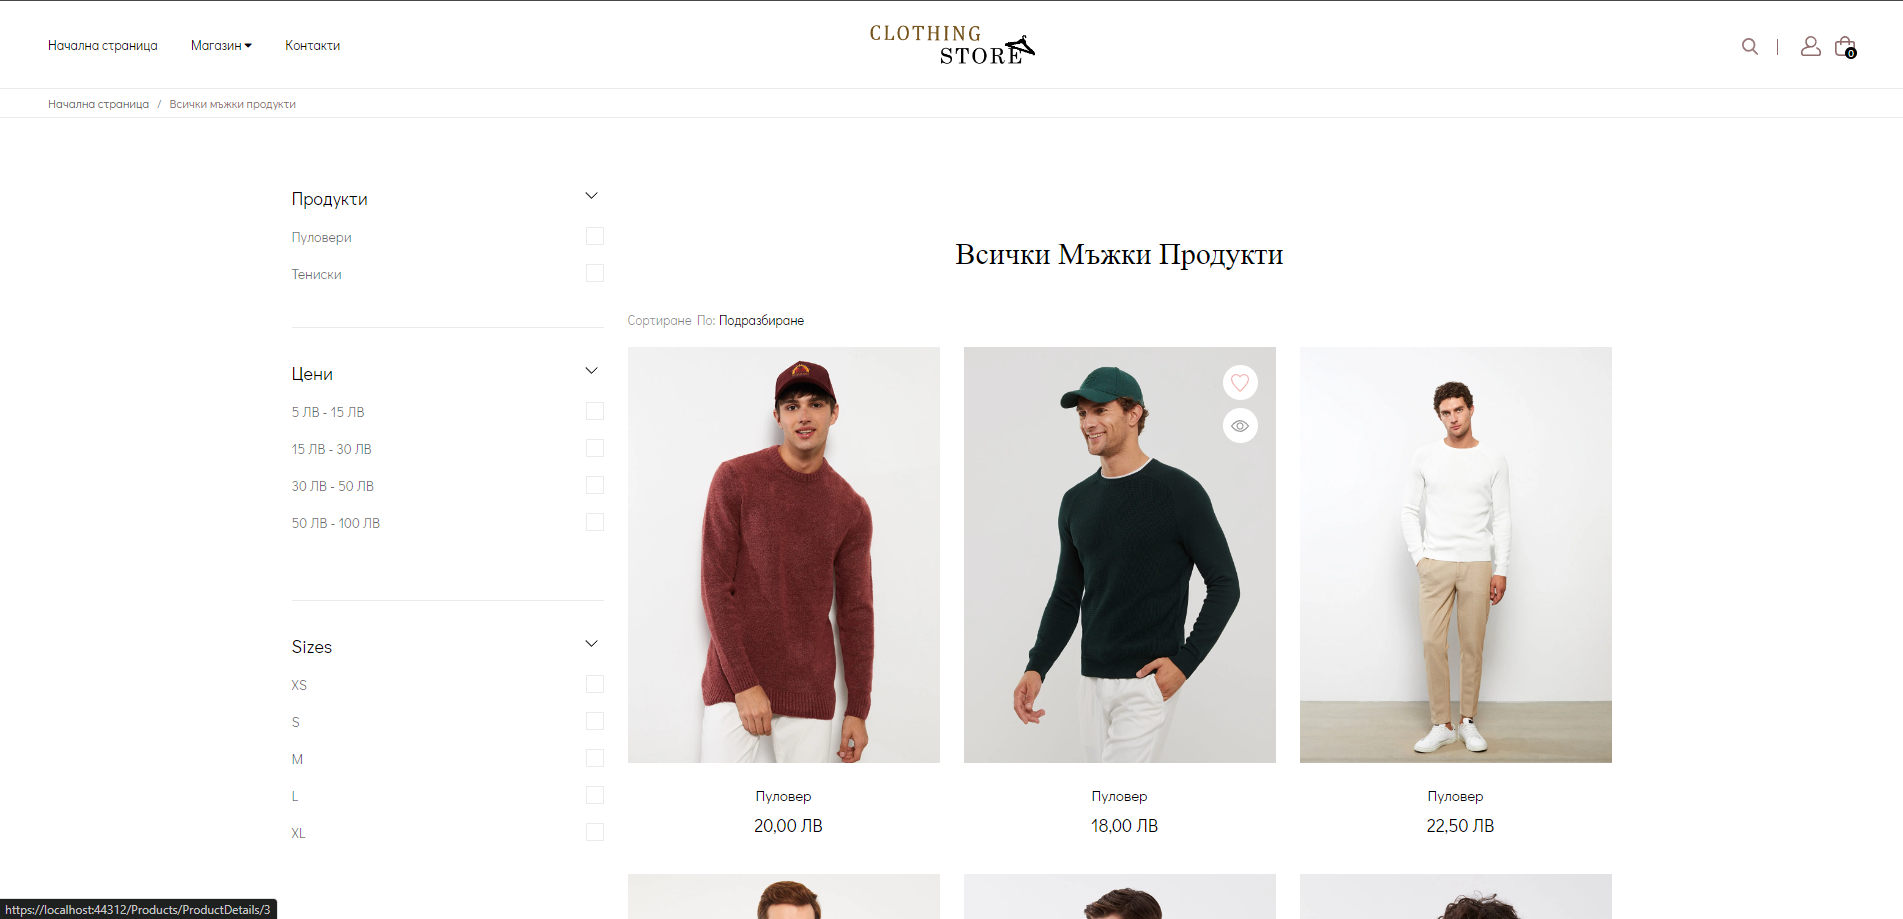 Начална страница
Магазин
Контакти
CLOTHING
STORE
0
Начална страница / Всички мъжки продукти
Продукти
Пуловери
Тениски
Цени
5 ЛВ - 15 ЛВ
15 ЛВ - 30 ЛВ
30 ЛВ - 50 ЛВ
50 ЛВ - 100 ЛВ
Sizes
XS
S
M
L
XL
Всички Мъжки Продукти
Сортиране По: Подразбиране
Пуловер
20,00 ЛВ
Пуловер
18,00 ЛВ
Пуловер
22,50 ЛВ
https://localhost:44312/Products/ProductDetails/3